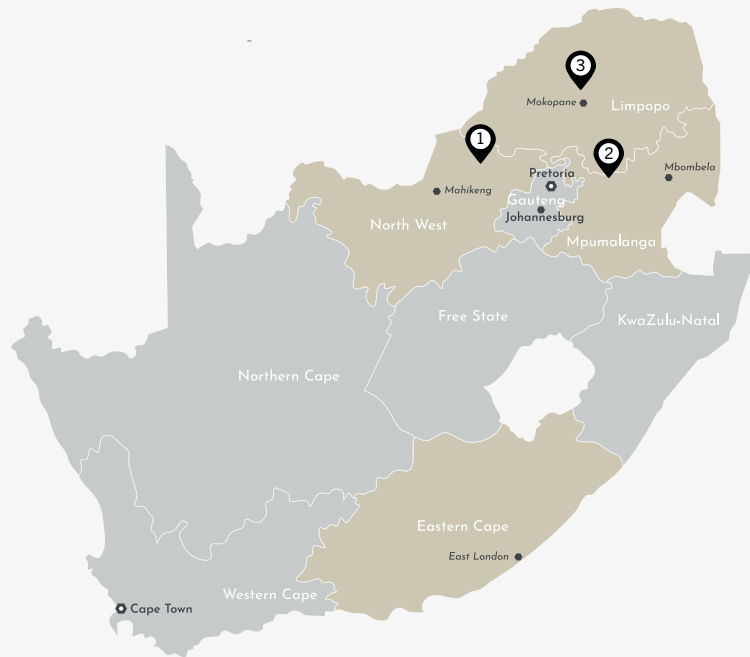 3
Mokopane
Limpopo
1
2
Mbombela
Pretoria
Mahikeng
Gauteng
Johannesburg
North West
Mpumalanga
Free State
KwaZulu-Natal
Northern Cape
Eastern Cape
East London
Western Cape
Cape Town